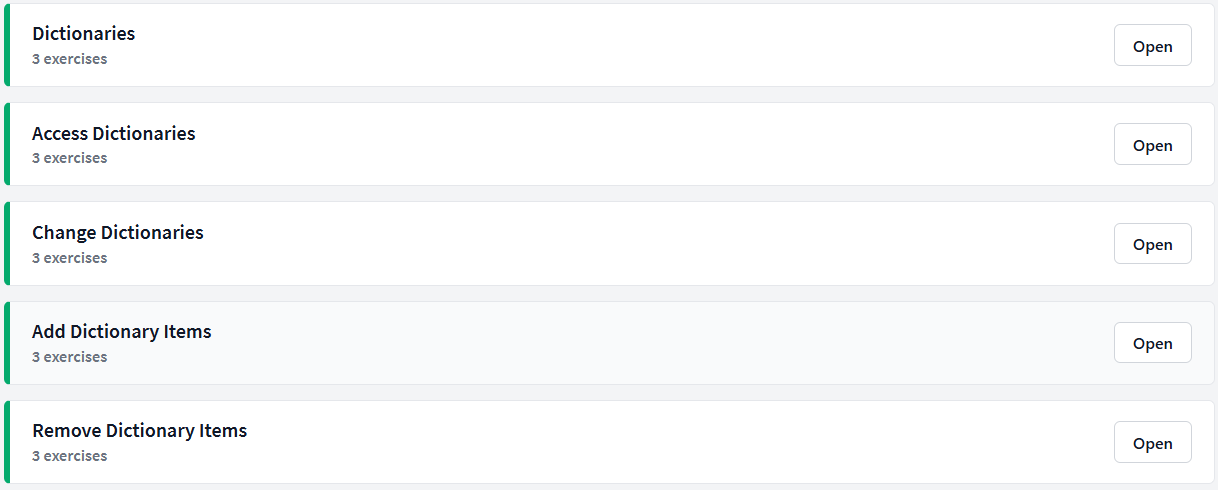 Dictionaries
3 exercises
Open
Access Dictionaries
3 exercises
Open
Change Dictionaries
3 exercises
Open
Add Dictionary Items
3 exercises
Open
Remove Dictionary Items
3 exercises
Open